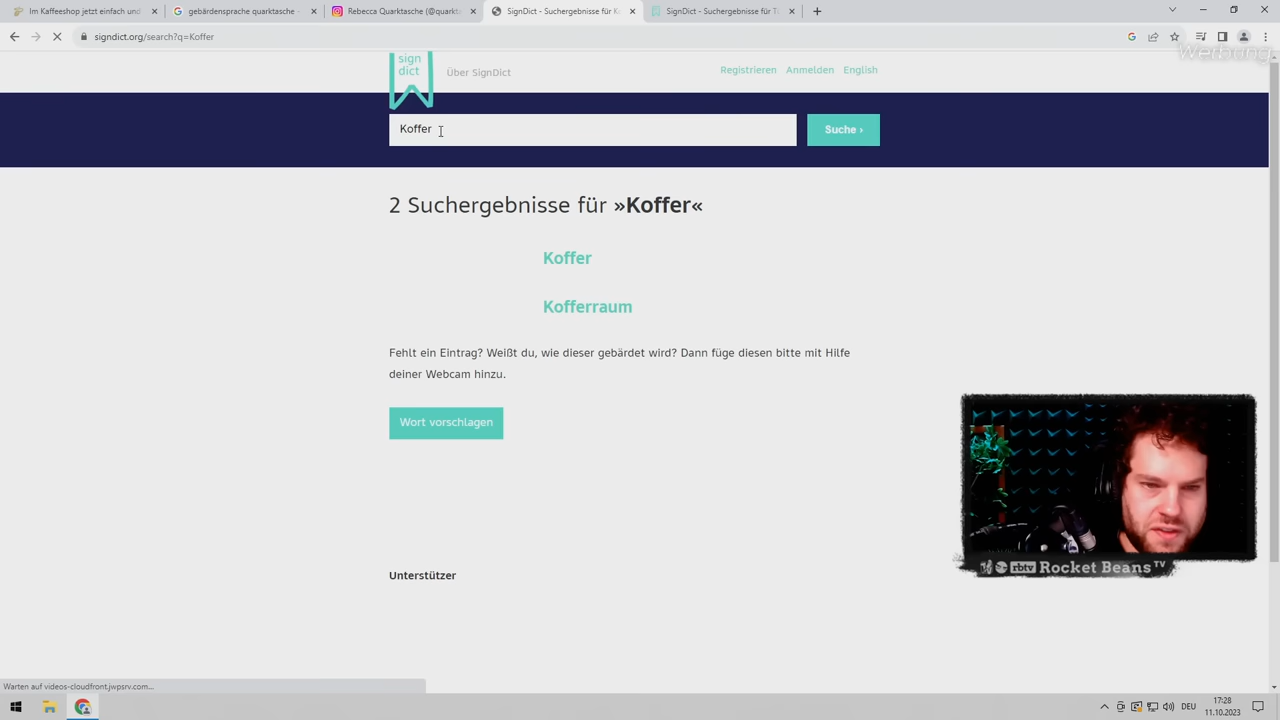 Im Kaffeeshop jetzt einfach und
gebärdensprache quarktasche -
Rebecca Quarktasche (@quarkta
SignDict - Suchergebnisse für K
SignDict - Suchergebnisse für T
signdict.org/search?q=Koffer
Werbung
sign
dict
Über SignDict
Registrieren Anmelden English
Koffer
Suche ›
2 Suchergebnisse für »Koffer«
Koffer
Kofferraum
Fehlt ein Eintrag? Weißt du, wie dieser gebärdet wird? Dann füge diesen bitte mit Hilfe
deiner Webcam hinzu.
Wort vorschlagen
rbtv Rocket Beans TV
Unterstützer
Warten auf videos-cloudfront.jwpsrv.com...
DEU
17:28
11.10.2023